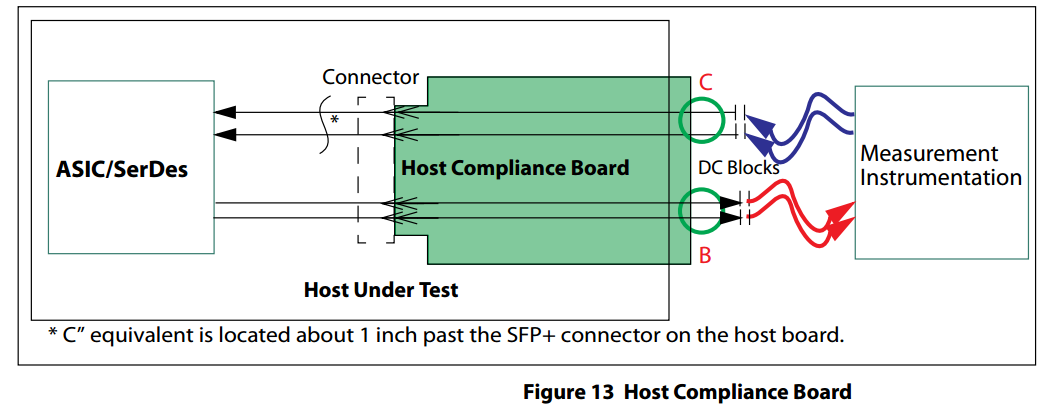 Connector
C
*
ASIC/SerDes
Host Compliance Board
DC Blocks
Measurement
Instrumentation
B
Host Under Test
* C” equivalent is located about 1 inch past the SFP+ connector on the host board.
Figure 13 Host Compliance Board